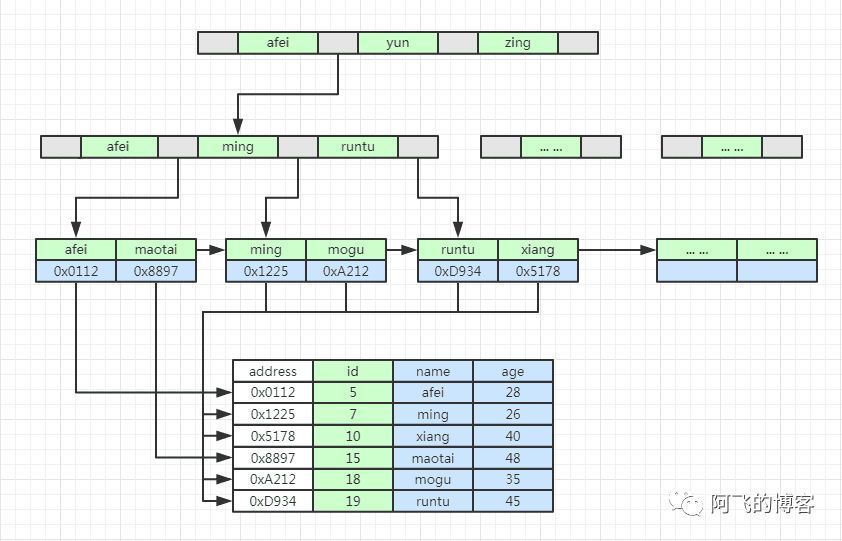 afei yun zing
afei ming runtu ... ... ... ...
afei maotai ming mogu runtu xiang ... ... ... ...
0x0112 0x8897 0x1225 0xA212 0xD934 0x5178
address id name age
0x0112 5 afei 28
0x1225 7 ming 26
0x5178 10 xiang 40
0x8897 15 maotai 48
0xA212 18 mogu 35
0xD934 19 runtu 45
阿飞的博客